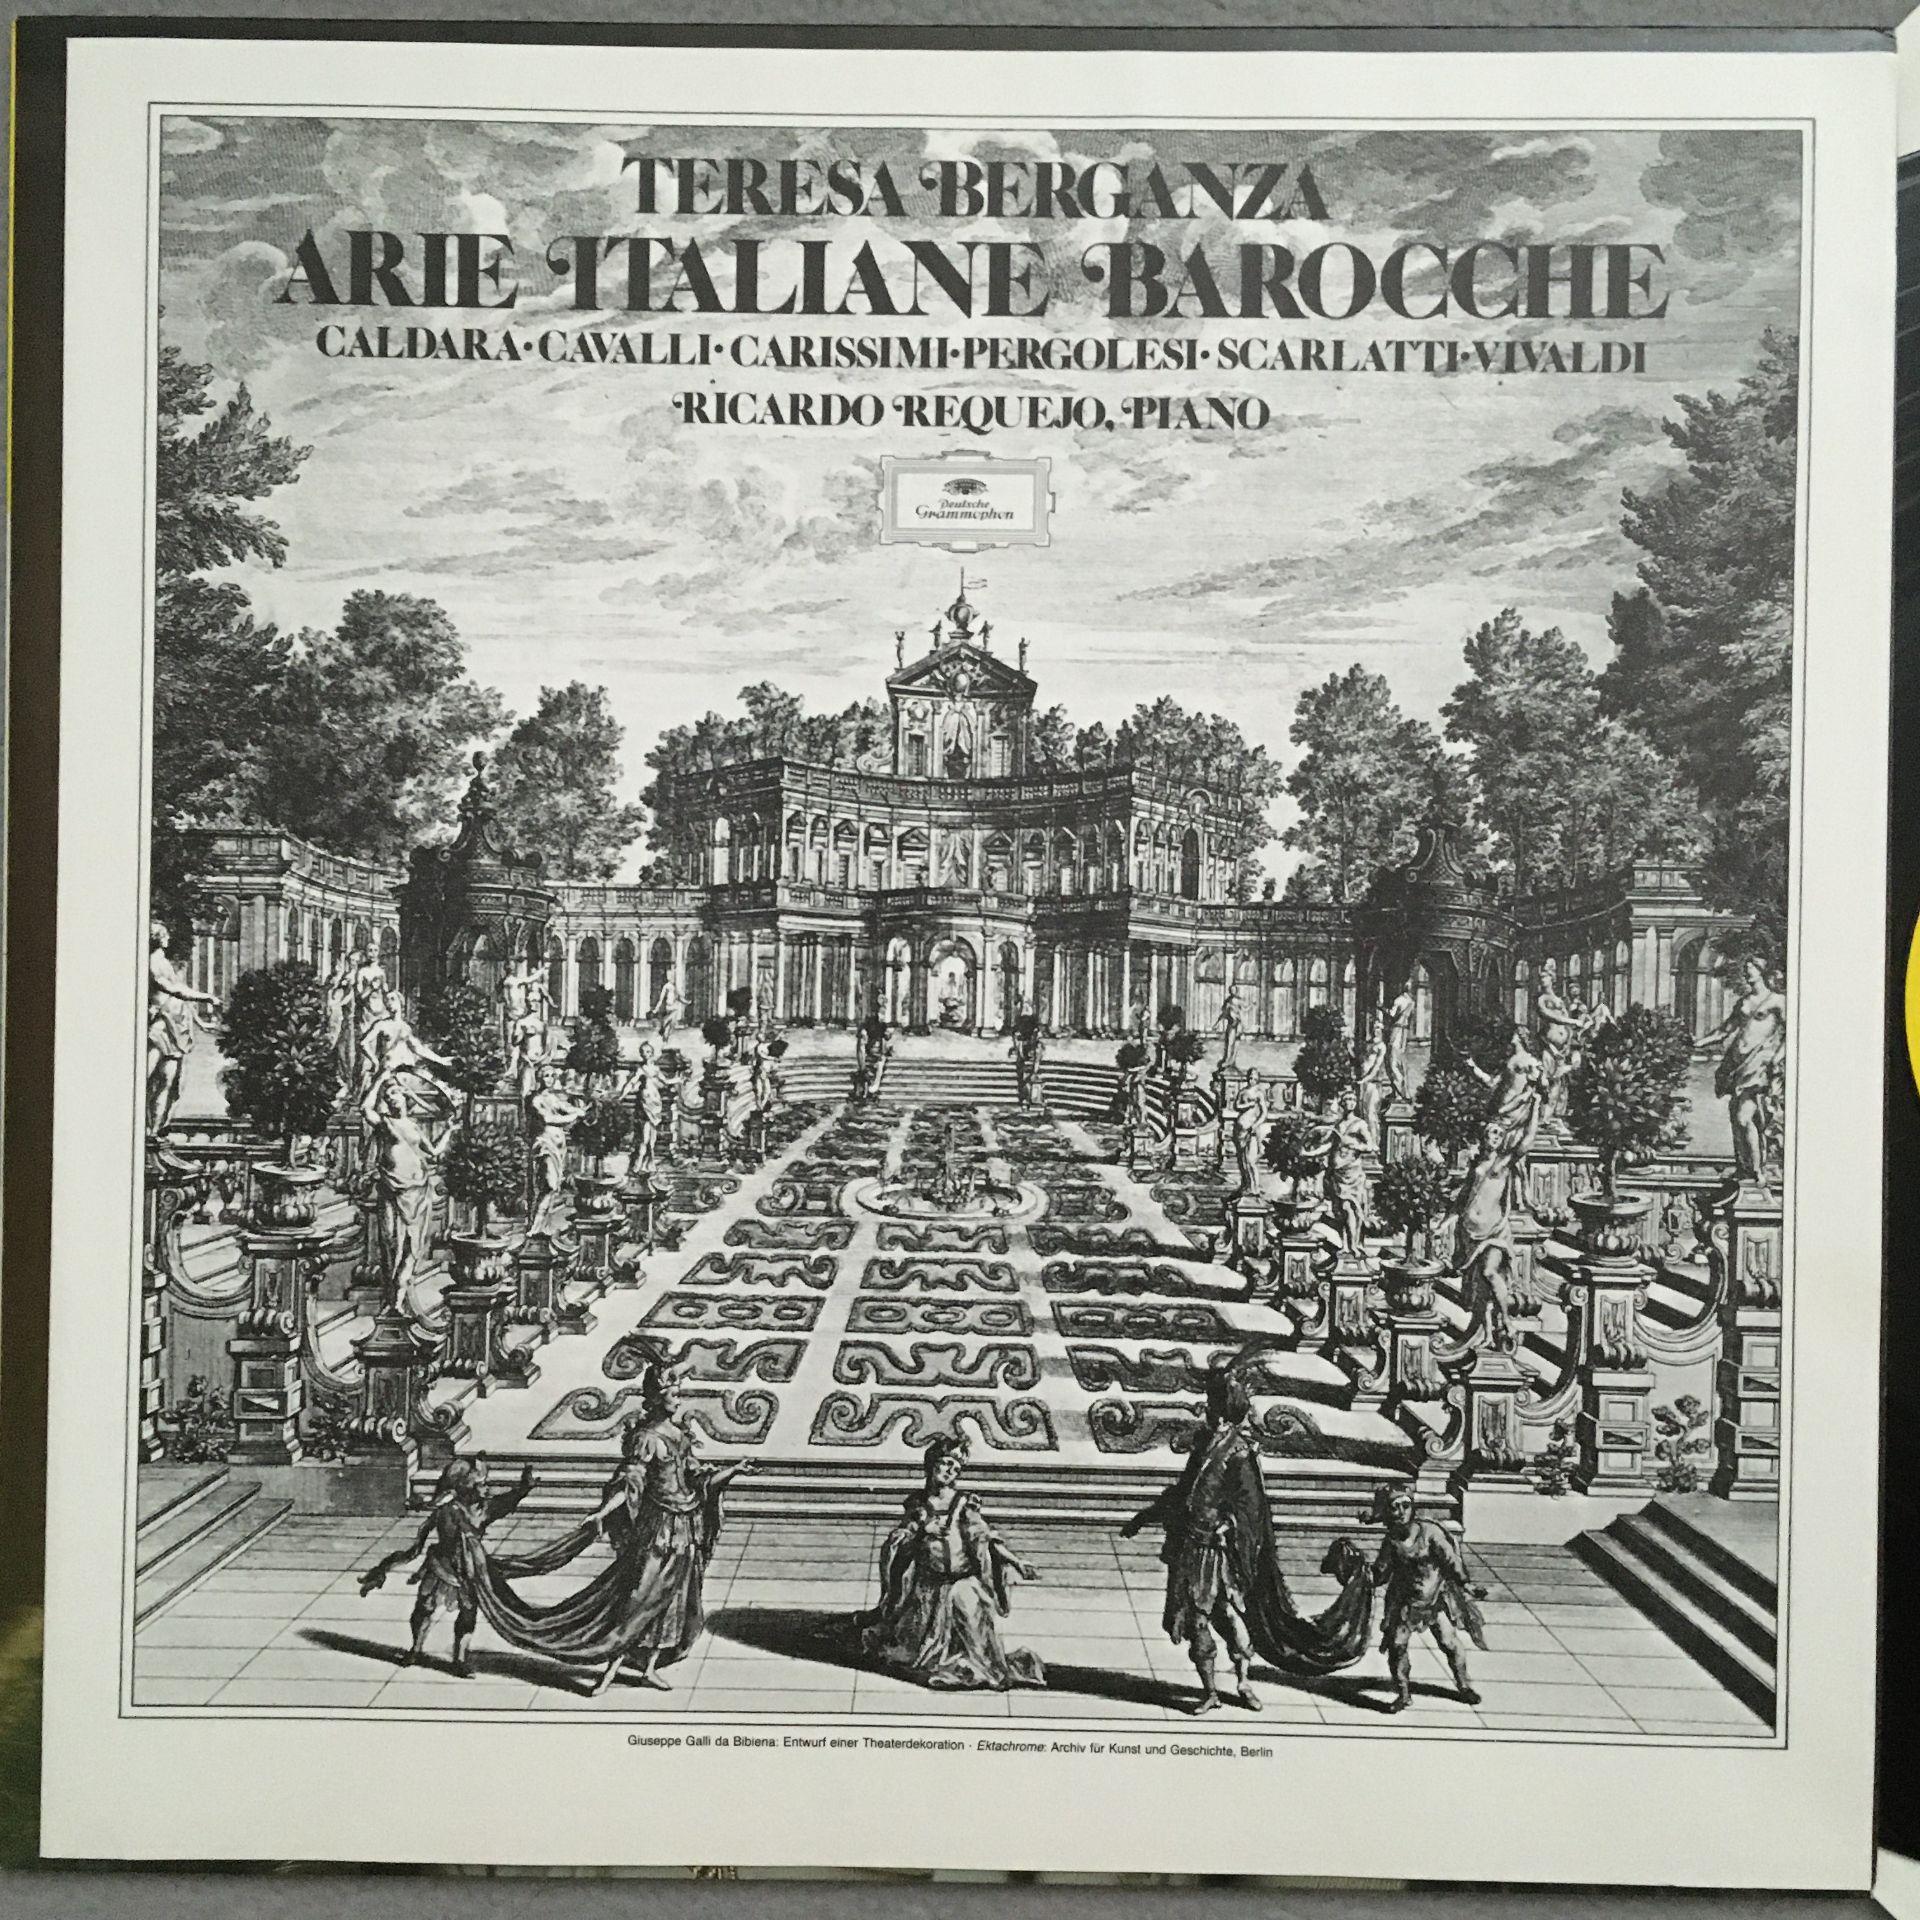 TERESA BERGANZA
ARIE ITALIANE BAROCCHE
CALDARA·CAVALLI·CARISSIMI·PERGOLESI·SCARLATTI·VIVALDI
RICARDO REQUEJO, PIANO
Deutsche
Grammophon
Giuseppe Galli da Bibiena: Entwurf einer Theaterdekoration · Ektachrome: Archiv für Kunst und Geschichte, Berlin